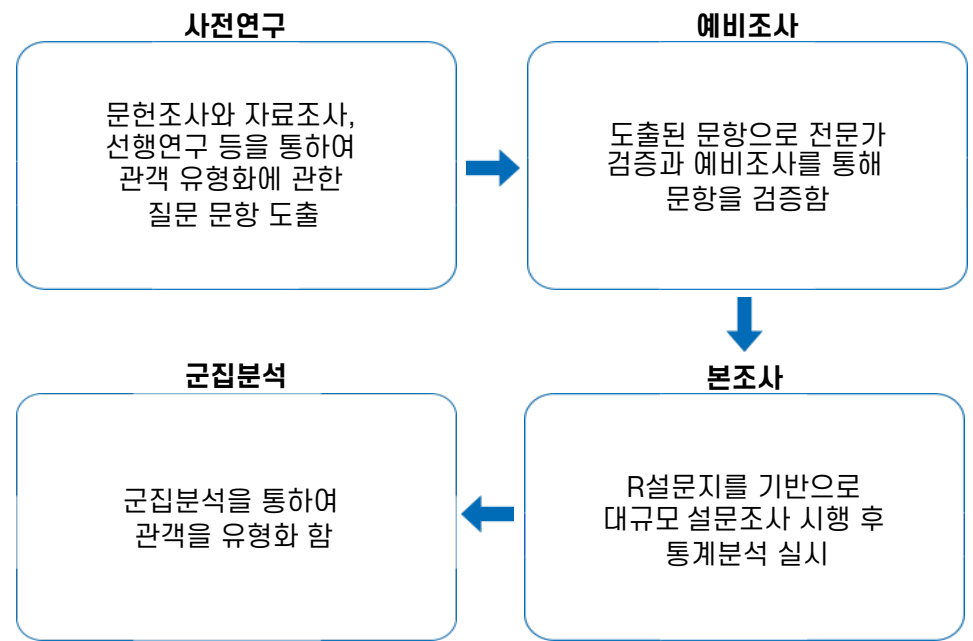 사전연구
문헌조사와 자료조사,
선행연구 등을 통하여
관객 유형화에 관한
질문 문항 도출
예비조사
도출된 문항으로 전문가
검증과 예비조사를 통해
문항을 검증함
본조사
R설문지를 기반으로
대규모 설문조사 시행 후
통계분석 실시
군집분석
군집분석을 통하여
관객을 유형화 함